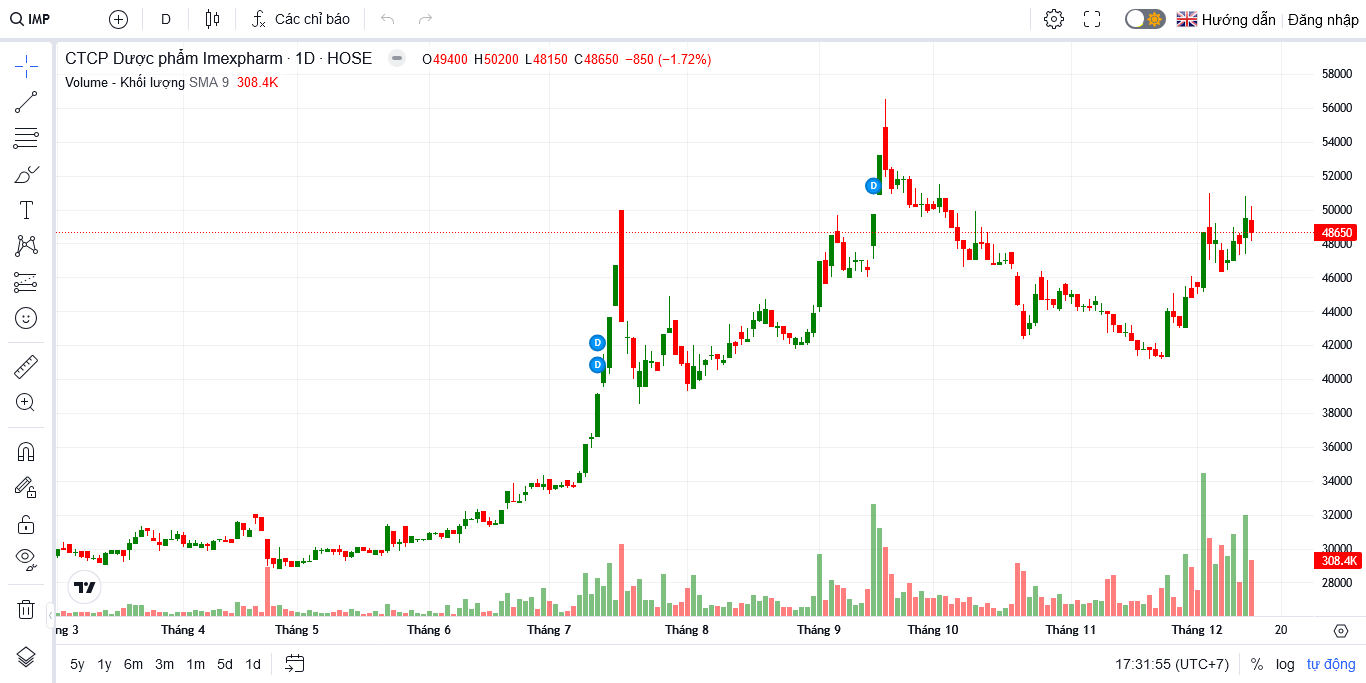 IMP D Các chỉ báo Hướng dẫn Đăng nhập
CTCP Dược phẩm Imexpharm · 1D · HOSE O49400 H50200 L48150 C48650 −850 (−1.72%)
Volume - Khối lượng SMA 9 308.4K
58000
56000
54000
52000
50000
48650
48000
46000
44000
42000
40000
38000
36000
34000
32000
30000
308.4K
28000
D
D
D
ng 3 Tháng 4 Tháng 5 Tháng 6 Tháng 7 Tháng 8 Tháng 9 Tháng 10 Tháng 11 Tháng 12 20
5y 1y 6m 3m 1m 5d 1d 17:31:55 (UTC+7) % log tự động